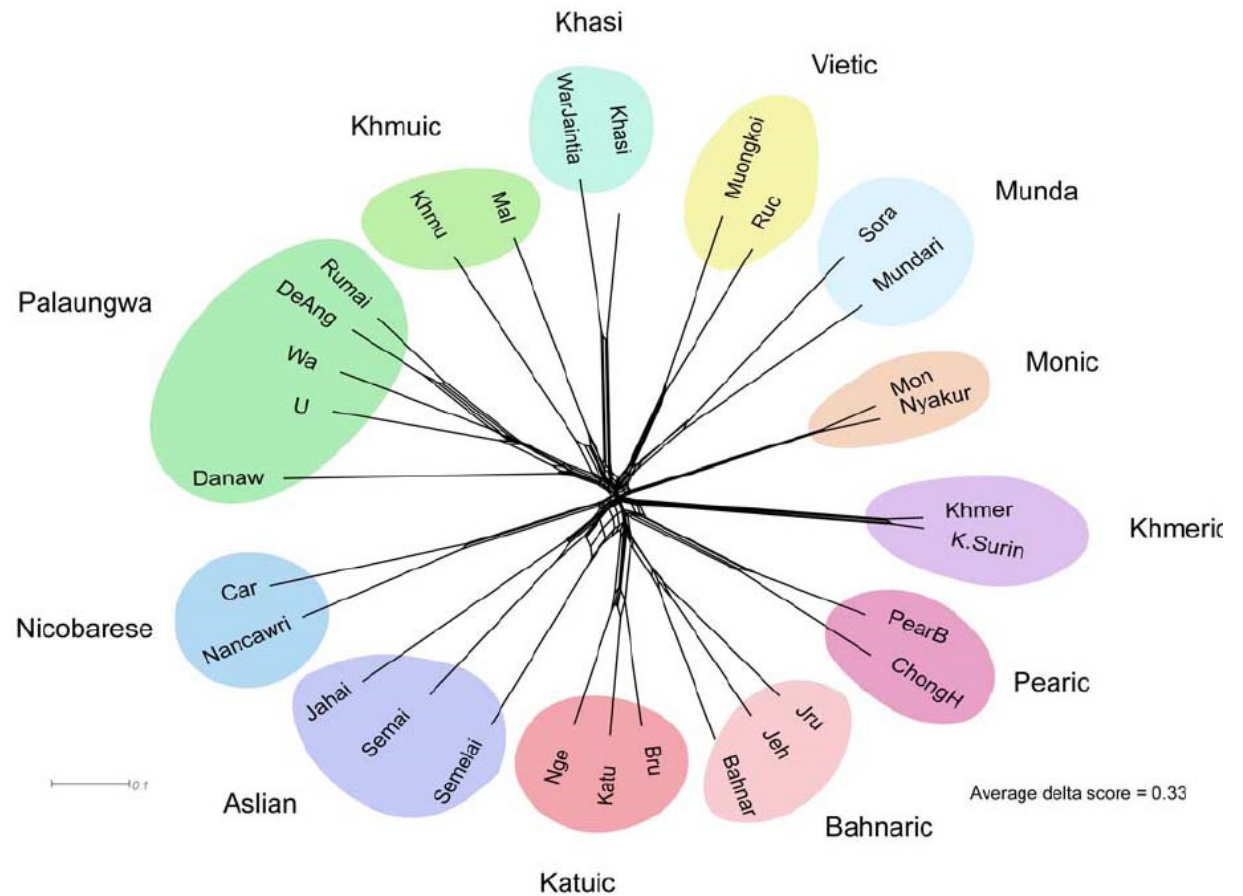 Khasi
WarJaintia
Khasi
Vietic
Muongkoi
Ruc
Khmuic
Khmu
Mal
Munda
Sora
Mundari
Palaungwa
Rumai
DeAng
Wa
U
Danaw
Monic
Mon
Nyakur
Khmeric
Khmer
K.Surin
Nicobarese
Car
Nancawri
Pearic
PearB
ChongH
Aslian
Jahai
Semai
Semelai
Katuic
Nge
Katu
Bru
Bahnaric
Bahnar
Jeh
Jru
0.1
Average delta score = 0.33